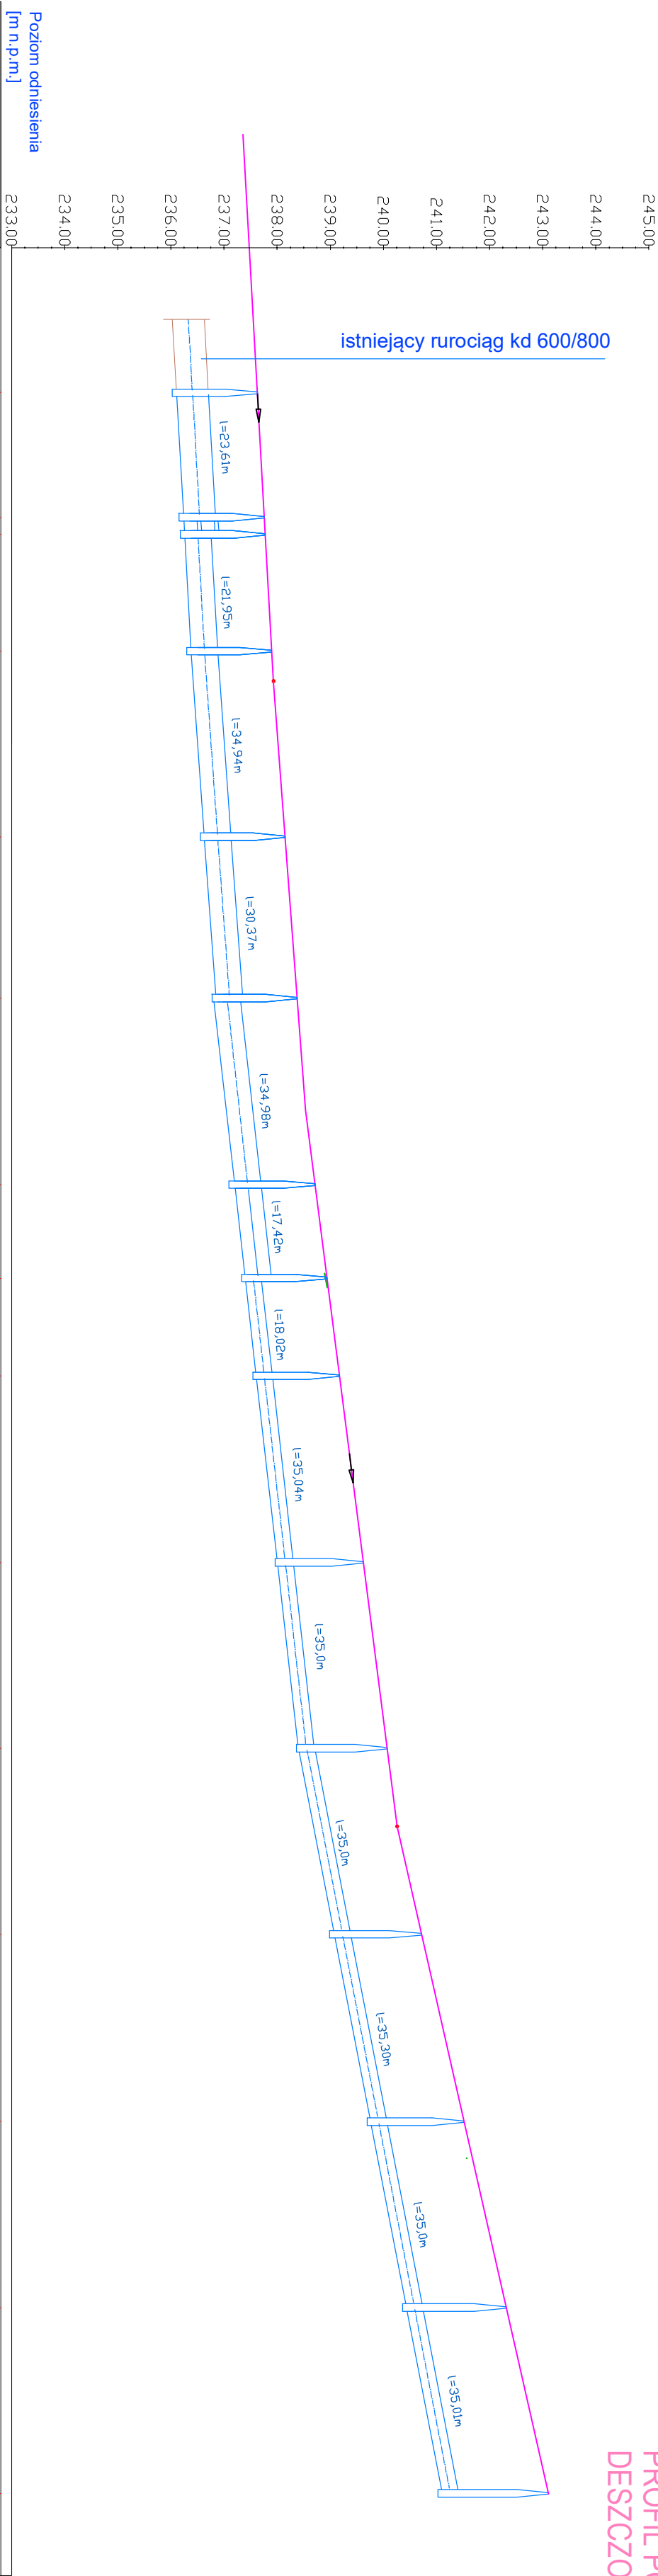 PROFIL
DESZCZO
245.00
244.00
243.00
242.00
241.00
240.00
239.00
238.00
237.00
236.00
235.00
234.00
233.00
Poziom odniesienia
[m n.p.m.]
istniejący rurociąg kd 600/800
l=23,61m
l=21,95m
l=34,94m
l=30,37m
l=34,98m
l=17,42m
l=18,02m
l=35,04m
l=35,0m
l=35,0m
l=35,30m
l=35,0m
l=35,01m